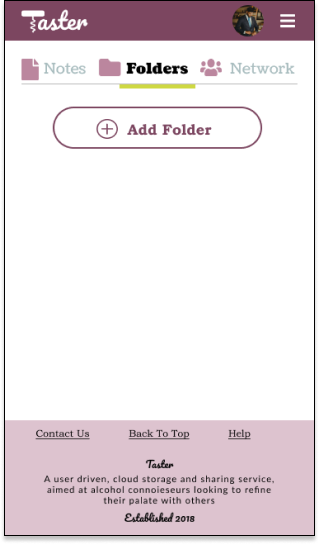 Taster
Notes Folders Network
Add Folder
Contact Us Back To Top Help
Taster
A user driven, cloud storage and sharing service,
aimed at alcohol connoieseurs looking to refine
their palate with others
Established 2018